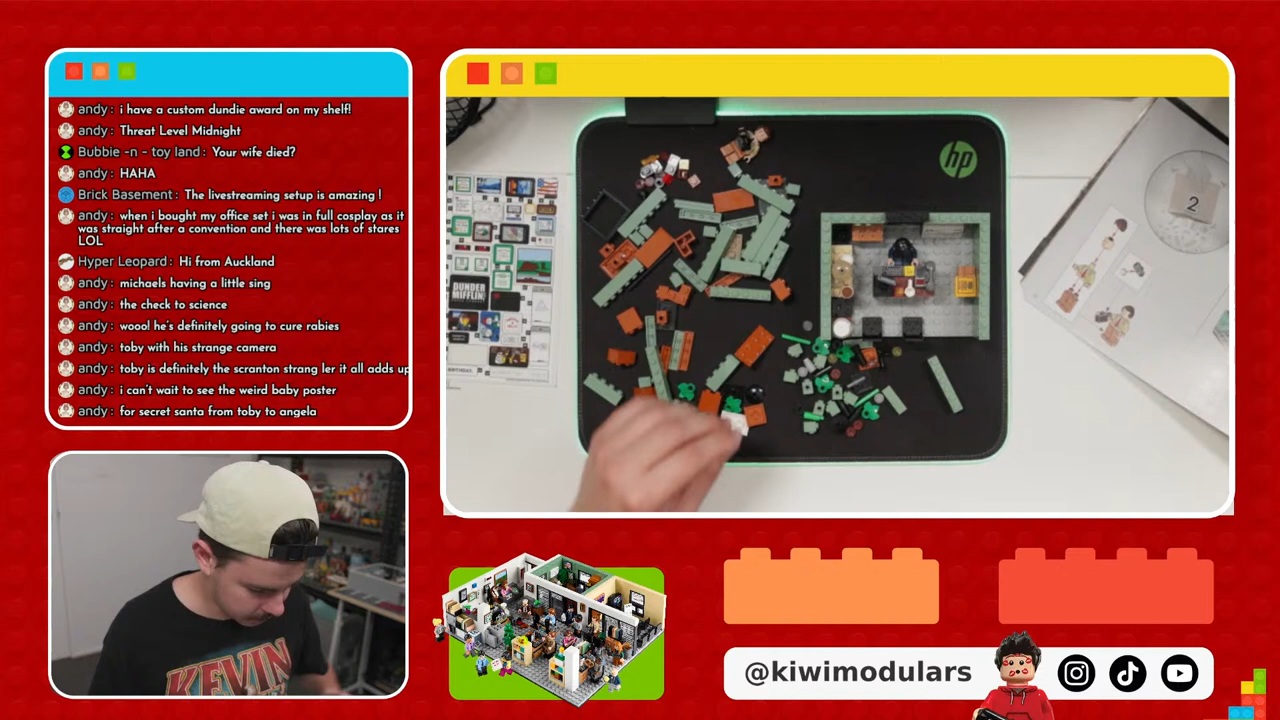 andy: i have a custom dundie award on my shelf!
andy: Threat Level Midnight
Bubbie -n - toy land: Your wife died?
andy: HAHA
Brick Basement: The livestreaming setup is amazing !
andy: when i bought my office set i was in full cosplay as it
was straight after a convention and there was lots of stares
LOL
Hyper Leopard: Hi from Auckland
andy: michaels having a little sing
andy: the check to science
andy: wooo! he's definitely going to cure rabies
andy: toby with his strange camera
andy: toby is definitely the scranton strang ler it all adds up
andy: i can't wait to see the weird baby poster
andy: for secret santa from toby to angela
hp
2
DUNDER
MIFFLIN
KEVIN
@kiwimodulars